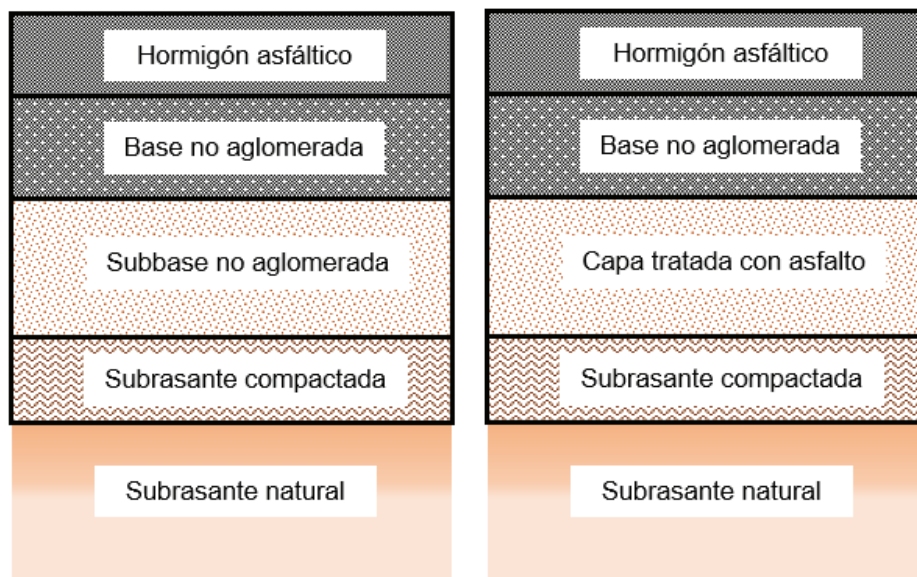 Hormigón asfáltico
Base no aglomerada
Subbase no aglomerada
Subrasante compactada
Subrasante natural
Hormigón asfáltico
Base no aglomerada
Capa tratada con asfalto
Subrasante compactada
Subrasante natural